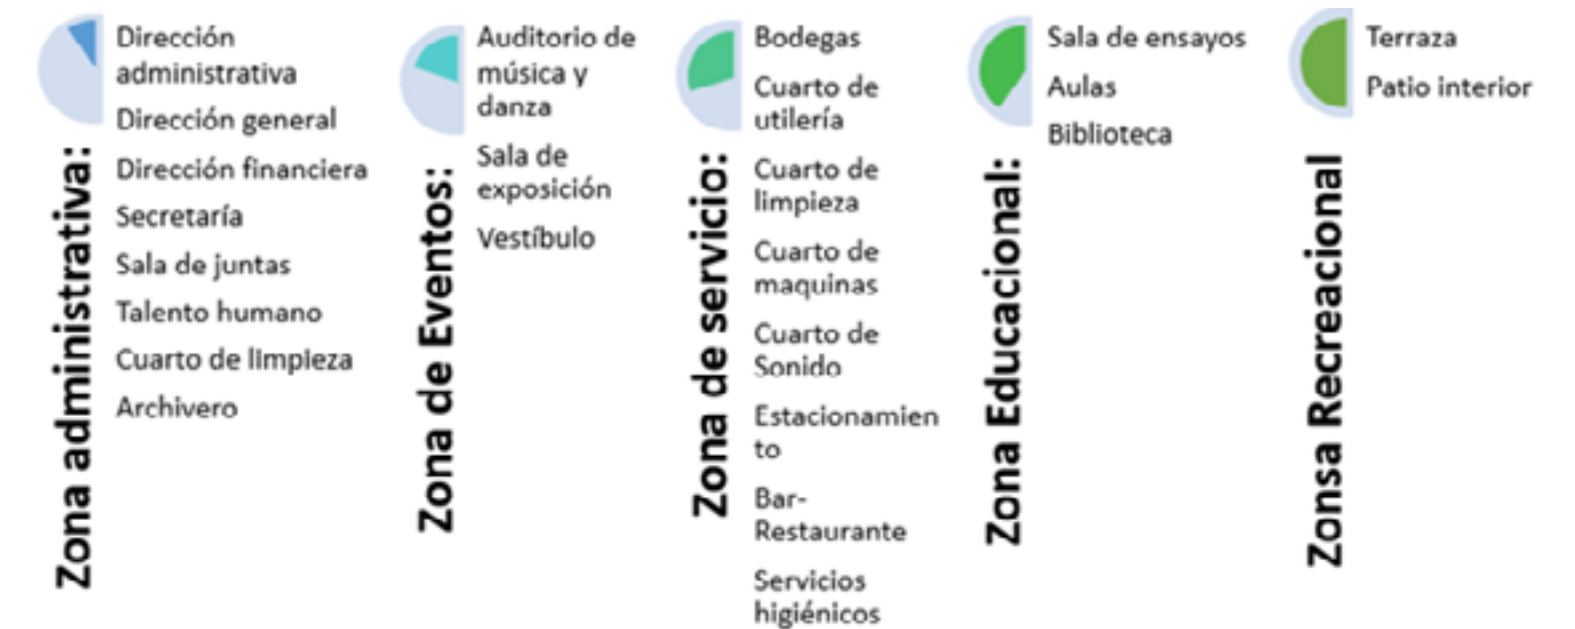 Zona administrativa:
Dirección
administrativa
Dirección general
Dirección financiera
Secretaría
Sala de juntas
Talento humano
Cuarto de limpieza
Archivero
Zona de Eventos:
Auditorio de
música y
danza
Sala de
exposición
Vestíbulo
Zona de servicio:
Bodegas
Cuarto de
utilería
Cuarto de
limpieza
Cuarto de
maquinas
Cuarto de
Sonido
Estacionamien
to
Bar-
Restaurante
Servicios
higiénicos
Zona Educacional:
Sala de ensayos
Aulas
Biblioteca
Zonsa Recreacional
Terraza
Patio interior